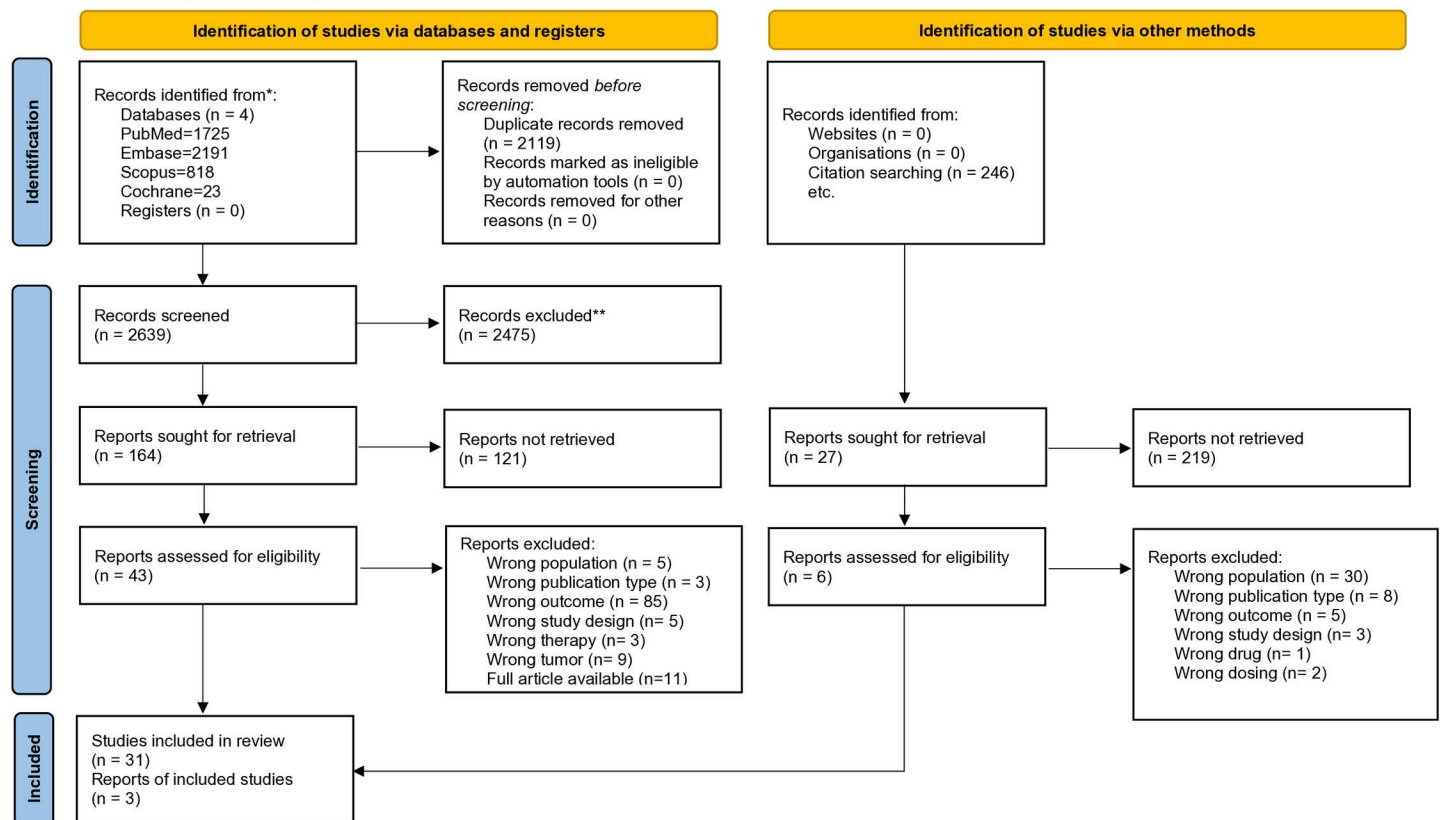 Identification of studies via databases and registers
Identification of studies via other methods
Identification
Records identified from*:
Databases (n = 4)
PubMed=1725
Embase=2191
Scopus=818
Cochrane=23
Registers (n = 0)
Records removed before
screening:
Duplicate records removed
(n = 2119)
Records marked as ineligible
by automation tools (n = 0)
Records removed for other
reasons (n = 0)
Records identified from:
Websites (n = 0)
Organisations (n = 0)
Citation searching (n = 246)
etc.
Screening
Records screened
(n = 2639)
Records excluded**
(n = 2475)
Reports sought for retrieval
(n = 164)
Reports not retrieved
(n = 121)
Reports sought for retrieval
(n = 27)
Reports not retrieved
(n = 219)
Reports assessed for eligibility
(n = 43)
Reports excluded:
Wrong population (n = 5)
Wrong publication type (n = 3)
Wrong outcome (n = 85)
Wrong study design (n= 5)
Wrong therapy (n= 3)
Wrong tumor (n= 9)
Full article available (n=11)
Reports assessed for eligibility
(n = 6)
Reports excluded:
Wrong population (n = 30)
Wrong publication type (n = 8)
Wrong outcome (n = 5)
Wrong study design (n= 3)
Wrong drug (n= 1)
Wrong dosing (n= 2)
Included
Studies included in review
(n = 31)
Reports of included studies
(n = 3)